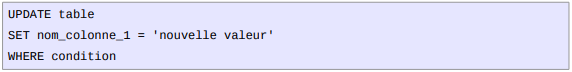 UPDATE table
SET nom_colonne_1 = 'nouvelle valeur'
WHERE condition